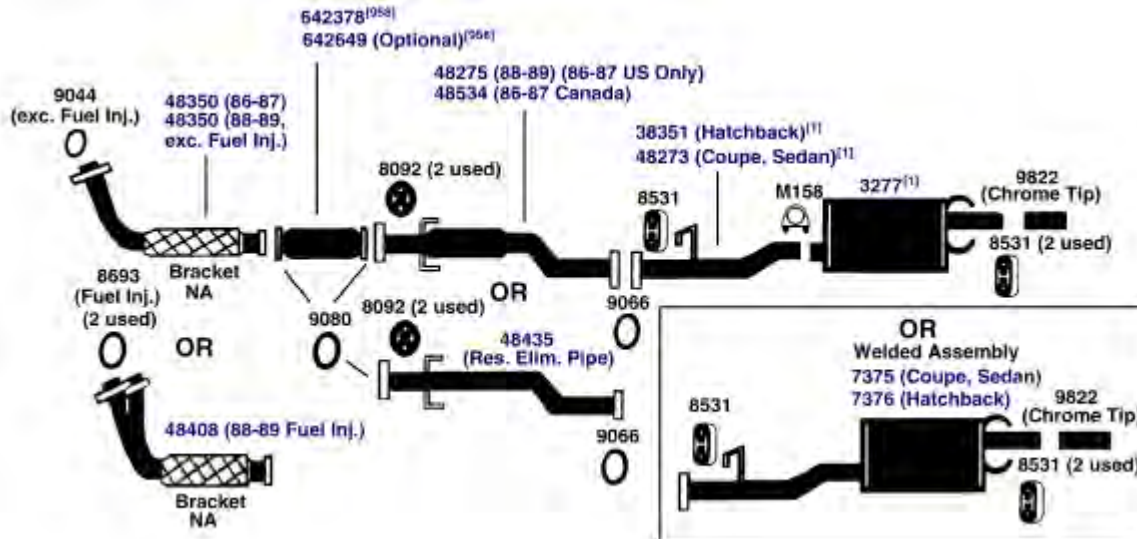 642378[958]
642649 (Optional)[956]
9044
(exc. Fuel Inj.)
48350 (86-87)
48350 (88-89,
exc. Fuel Inj.)
48275 (88-89) (86-87 US Only)
48534 (86-87 Canada)
8092 (2 used)
38351 (Hatchback)[1]
48273 (Coupe, Sedan)[1]
8531
M158
3277[1]
9822
(Chrome Tip)
8531 (2 used)
Bracket
NA
8693
(Fuel Inj.)
(2 used)
OR
9080
8092 (2 used)
OR
9066
48435
(Res. Elim. Pipe)
9066
48408 (88-89 Fuel Inj.)
Bracket
NA
OR
Welded Assembly
7375 (Coupe, Sedan)
7376 (Hatchback)
8531
9822
(Chrome Tip)
8531 (2 used)